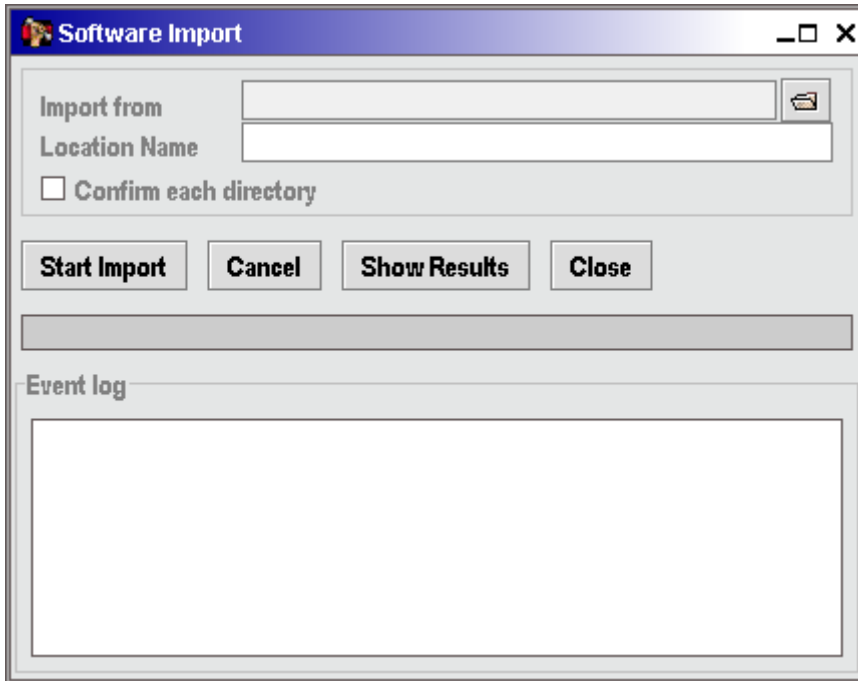 Software Import
Import from
Location Name
Confirm each directory
Start Import Cancel Show Results Close
Event log